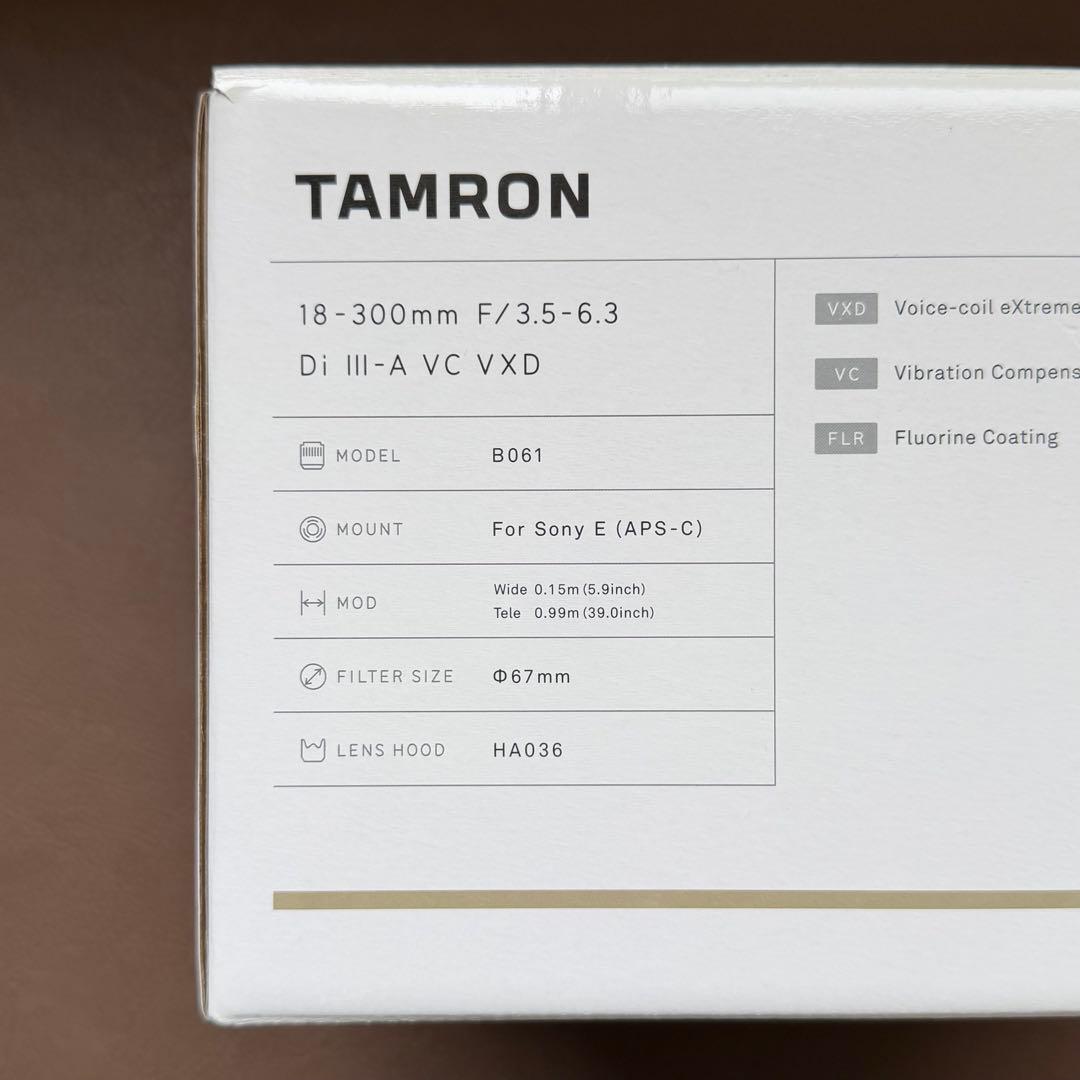 TAMRON
18-300mm F/3.5-6.3
Di III-A VC VXD
MODEL B061
MOUNT For Sony E (APS-C)
MOD Wide 0.15m (5.9inch)
Tele 0.99m (39.0inch)
FILTER SIZE Φ67mm
LENS HOOD HA036
VXD Voice-coil eXtreme
VC Vibration Compens
FLR Fluorine Coating